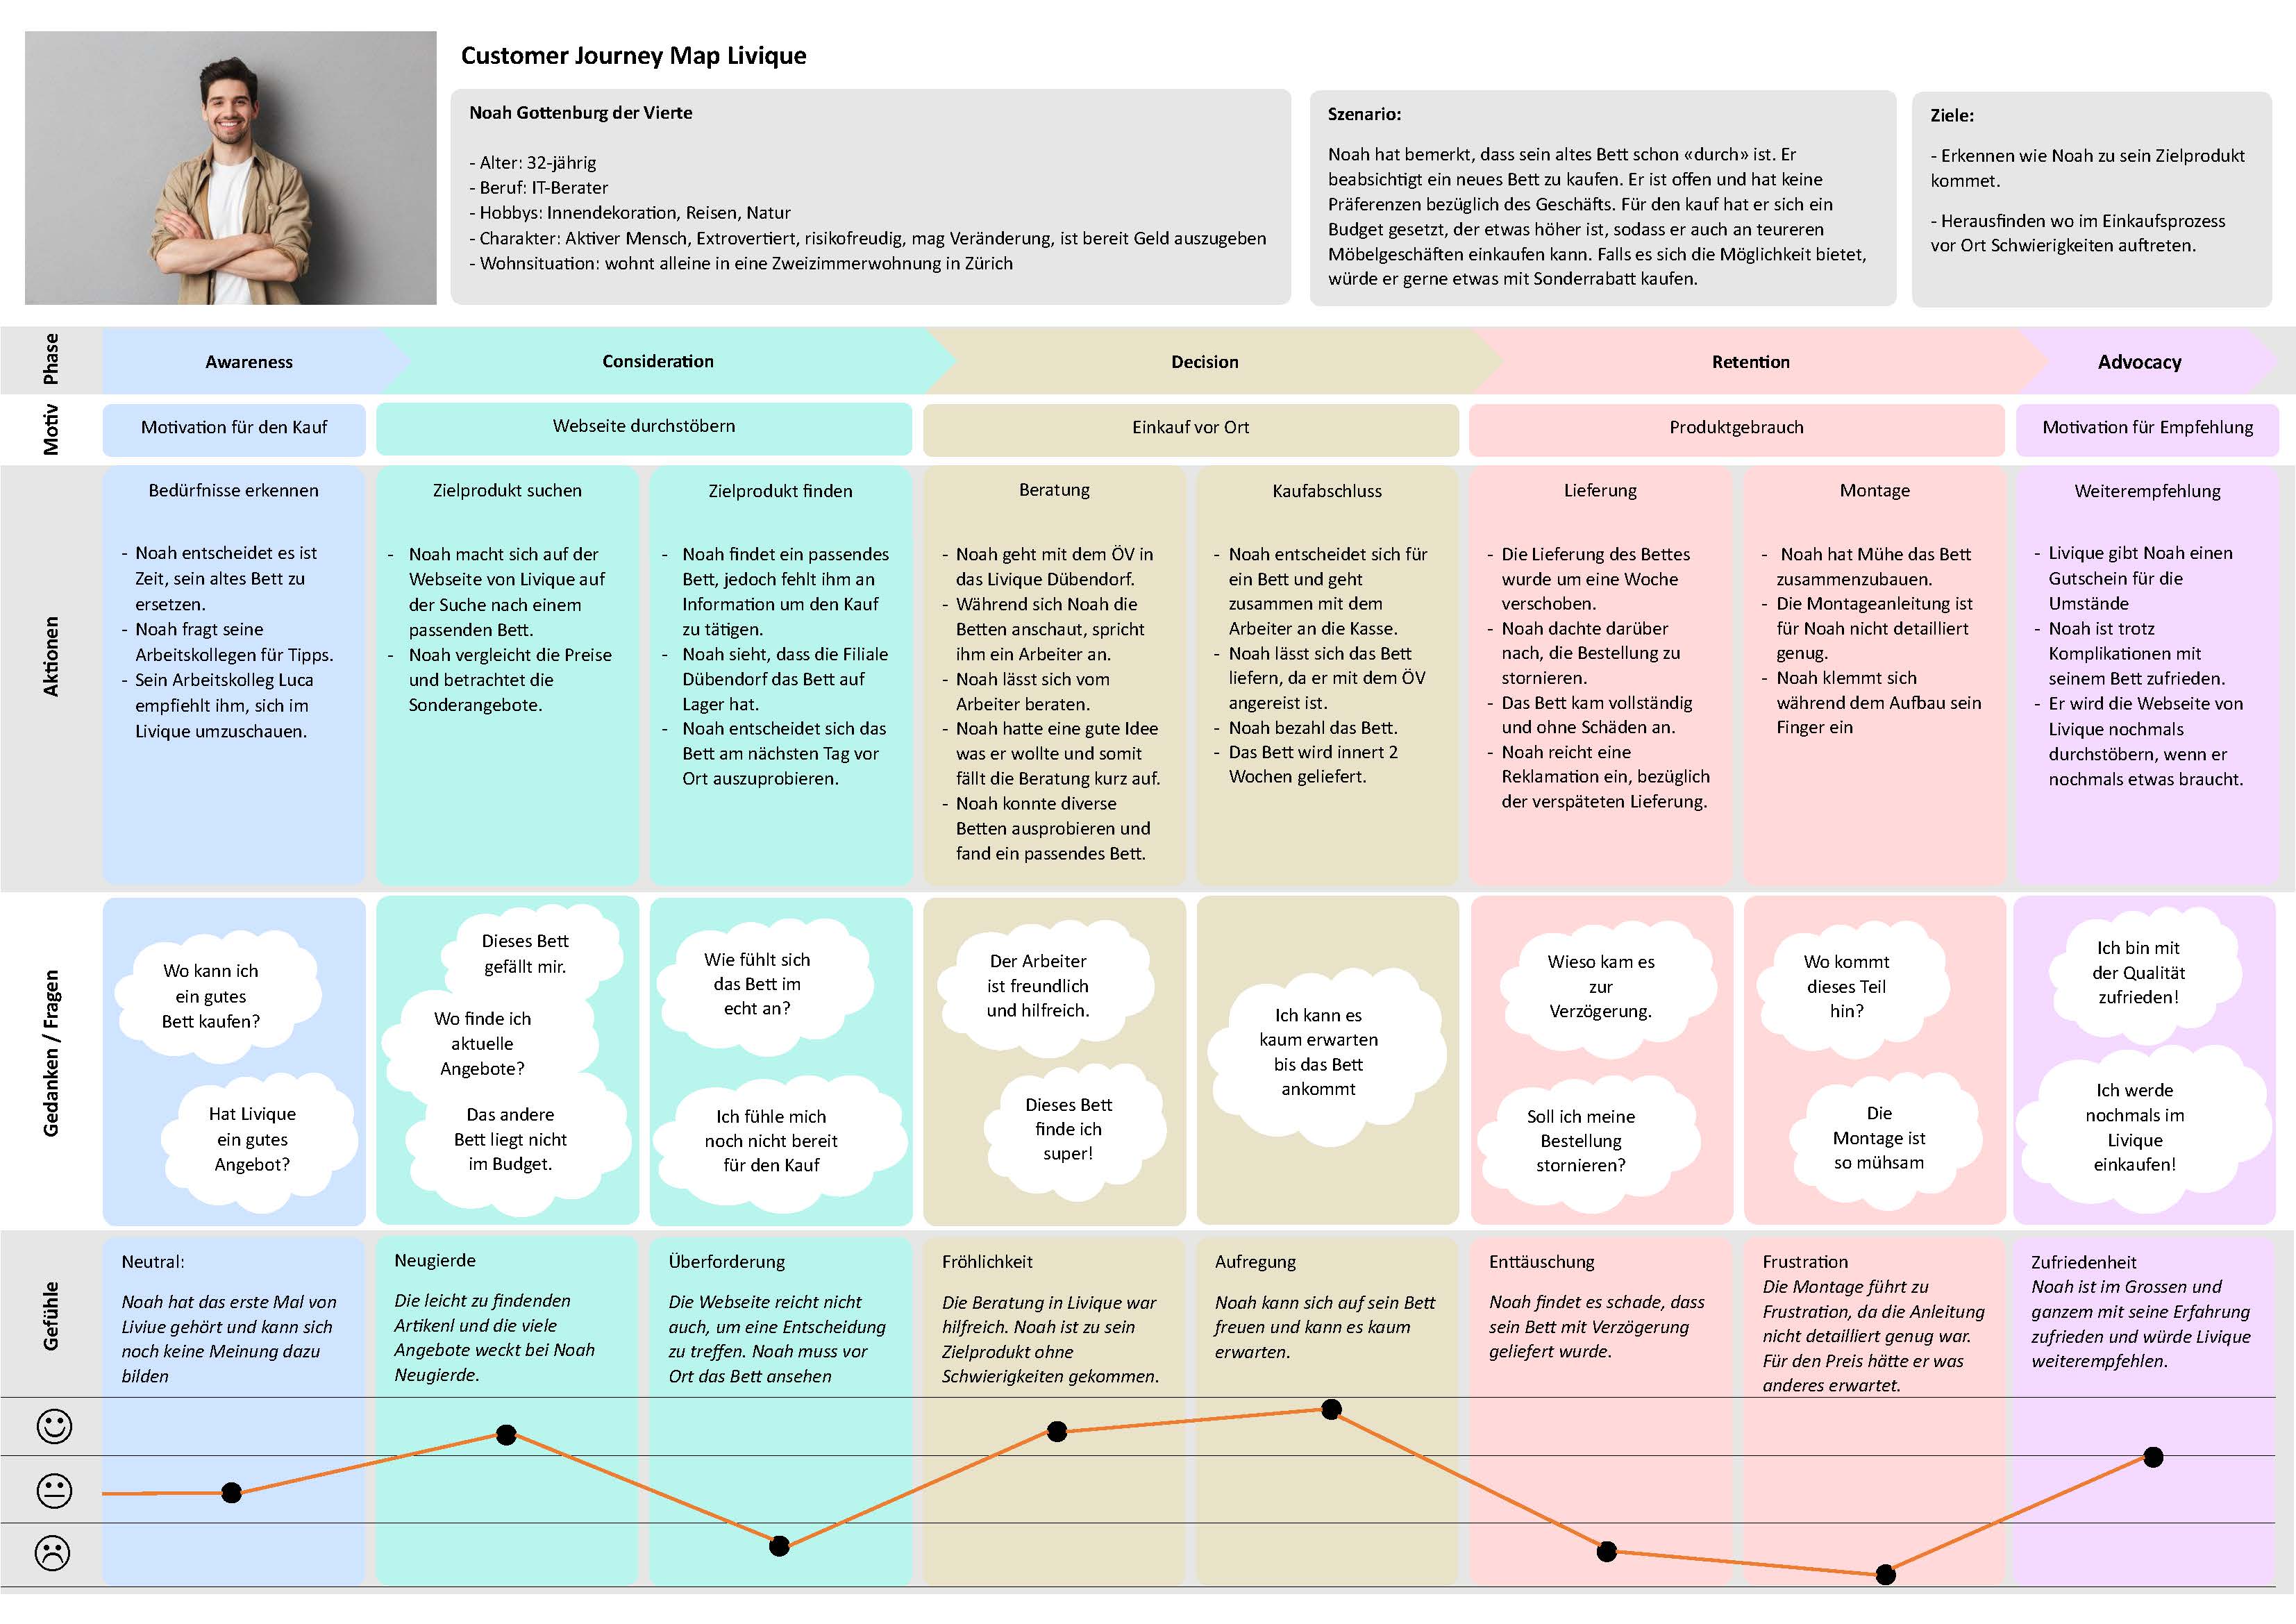 Customer Journey Map Livique
Noah Gottenburg der Vierte
- Alter: 32-jährig
- Beruf: IT-Berater
- Hobbys: Innendekoration, Reisen, Natur
- Charakter: Aktiver Mensch, Extrovertiert, risikofreudig, mag Veränderung, ist bereit Geld auszugeben
- Wohnsituation: wohnt alleine in eine Zweizimmerwohnung in Zürich
Szenario:
Noah hat bemerkt, dass sein altes Bett schon «durch» ist. Er
beabsichtigt ein neues Bett zu kaufen. Er ist offen und hat keine
Präferenzen bezüglich des Geschäfts. Für den kauf hat er sich ein
Budget gesetzt, der etwas höher ist, sodass er auch an teureren
Möbelgeschäften einkaufen kann. Falls es sich die Möglichkeit bietet,
würde er gerne etwas mit Sonderrabatt kaufen.
Ziele:
- Erkennen wie Noah zu sein Zielprodukt
kommet.
- Herausfinden wo im Einkaufsprozess
vor Ort Schwierigkeiten auftreten.
Phase
Awareness
Consideration
Decision
Retention
Advocacy
Motiv
Motivation für den Kauf
Webseite durchstöbern
Einkauf vor Ort
Produktgebrauch
Motivation für Empfehlung
Aktionen
Bedürfnisse erkennen
- Noah entscheidet es ist
Zeit, sein altes Bett zu
ersetzen.
- Noah fragt seine
Arbeitskollegen für Tipps.
- Sein Arbeitskolleg Luca
empfiehlt ihm, sich im
Livique umzuschauen.
Zielprodukt suchen
- Noah macht sich auf der
Webseite von Livique auf
der Suche nach einem
passenden Bett.
- Noah vergleicht die Preise
und betrachtet die
Sonderangebote.
Zielprodukt finden
- Noah findet ein passendes
Bett, jedoch fehlt ihm an
Information um den Kauf
zu tätigen.
- Noah sieht, dass die Filiale
Dübendorf das Bett auf
Lager hat.
- Noah entscheidet sich das
Bett am nächsten Tag vor
Ort auszuprobieren.
Beratung
- Noah geht mit dem ÖV in
das Livique Dübendorf.
- Während sich Noah die
Betten anschaut, spricht
ihm ein Arbeiter an.
- Noah lässt sich vom
Arbeiter beraten.
- Noah hatte eine gute Idee
was er wollte und somit
fällt die Beratung kurz auf.
- Noah konnte diverse
Betten ausprobieren und
fand ein passendes Bett.
Kaufabschluss
- Noah entscheidet sich für
ein Bett und geht
zusammen mit dem
Arbeiter an die Kasse.
- Noah lässt sich das Bett
liefern, da er mit dem ÖV
angereist ist.
- Noah bezahl das Bett.
- Das Bett wird innert 2
Wochen geliefert.
Lieferung
- Die Lieferung des Bettes
wurde um eine Woche
verschoben.
- Noah dachte darüber
nach, die Bestellung zu
stornieren.
- Das Bett kam vollständig
und ohne Schäden an.
- Noah reicht eine
Reklamation ein, bezüglich
der verspäteten Lieferung.
Montage
- Noah hat Mühe das Bett
zusammenzubauen.
- Die Montageanleitung ist
für Noah nicht detailliert
genug.
- Noah klemmt sich
während dem Aufbau sein
Finger ein
Weiterempfehlung
- Livique gibt Noah einen
Gutschein für die
Umstände
- Noah ist trotz
Komplikationen mit
seinem Bett zufrieden.
- Er wird die Webseite von
Livique nochmals
durchstöbern, wenn er
nochmals etwas braucht.
Gedanken / Fragen
Wo kann ich
ein gutes
Bett kaufen?
Hat Livique
ein gutes
Angebot?
Dieses Bett
gefällt mir.
Wo finde ich
aktuelle
Angebote?
Das andere
Bett liegt nicht
im Budget.
Wie fühlt sich
das Bett im
echt an?
Ich fühle mich
noch nicht bereit
für den Kauf
Der Arbeiter
ist freundlich
und hilfreich.
Dieses Bett
finde ich
super!
Ich kann es
kaum erwarten
bis das Bett
ankommt
Wieso kam es
zur
Verzögerung.
Soll ich meine
Bestellung
stornieren?
Wo kommt
dieses Teil
hin?
Die
Montage ist
so mühsam
Ich bin mit
der Qualität
zufrieden!
Ich werde
nochmals im
Livique
einkaufen!
Gefühle
Neutral:
Noah hat das erste Mal von
Liviue gehört und kann sich
noch keine Meinung dazu
bilden
Neugierde
Die leicht zu findenden
Artikenl und die viele
Angebote weckt bei Noah
Neugierde.
Überforderung
Die Webseite reicht nicht
auch, um eine Entscheidung
zu treffen. Noah muss vor
Ort das Bett ansehen
Fröhlichkeit
Die Beratung in Livique war
hilfreich. Noah ist zu sein
Zielprodukt ohne
Schwierigkeiten gekommen.
Aufregung
Noah kann sich auf sein Bett
freuen und kann es kaum
erwarten.
Enttäuschung
Noah findet es schade, dass
sein Bett mit Verzögerung
geliefert wurde.
Frustration
Die Montage führt zu
Frustration, da die Anleitung
nicht detailliert genug war.
Für den Preis hätte er was
anderes erwartet.
Zufriedenheit
Noah ist im Grossen und
ganzem mit seine Erfahrung
zufrieden und würde Livique
weiterempfehlen.